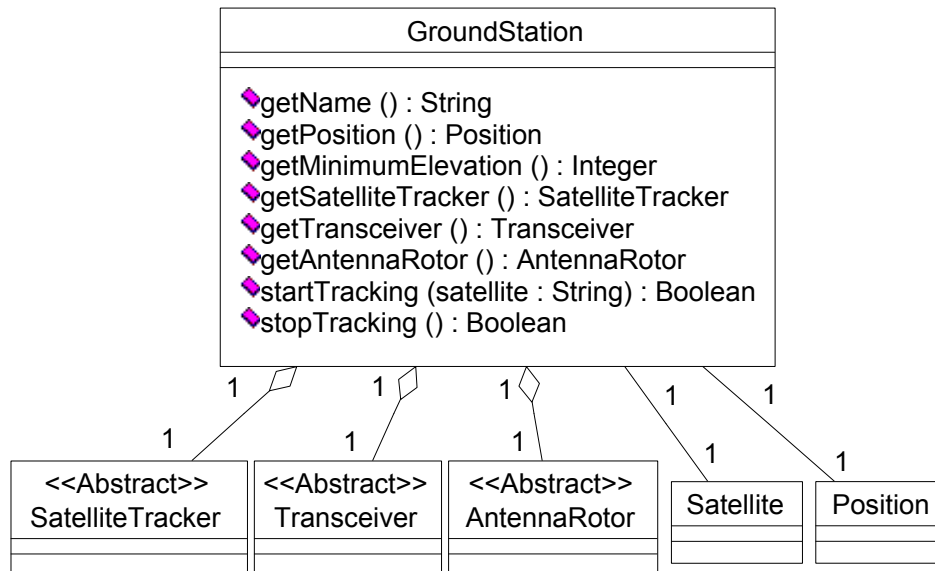 GroundStation
getName () : String
getPosition () : Position
getMinimumElevation () : Integer
getSatelliteTracker () : SatelliteTracker
getTransceiver () : Transceiver
getAntennaRotor () : AntennaRotor
startTracking (satellite : String) : Boolean
stopTracking () : Boolean
1 1 1 1 1
1 1 1 1 1
<<Abstract>>
SatelliteTracker
<<Abstract>>
Transceiver
<<Abstract>>
AntennaRotor
Satellite
Position